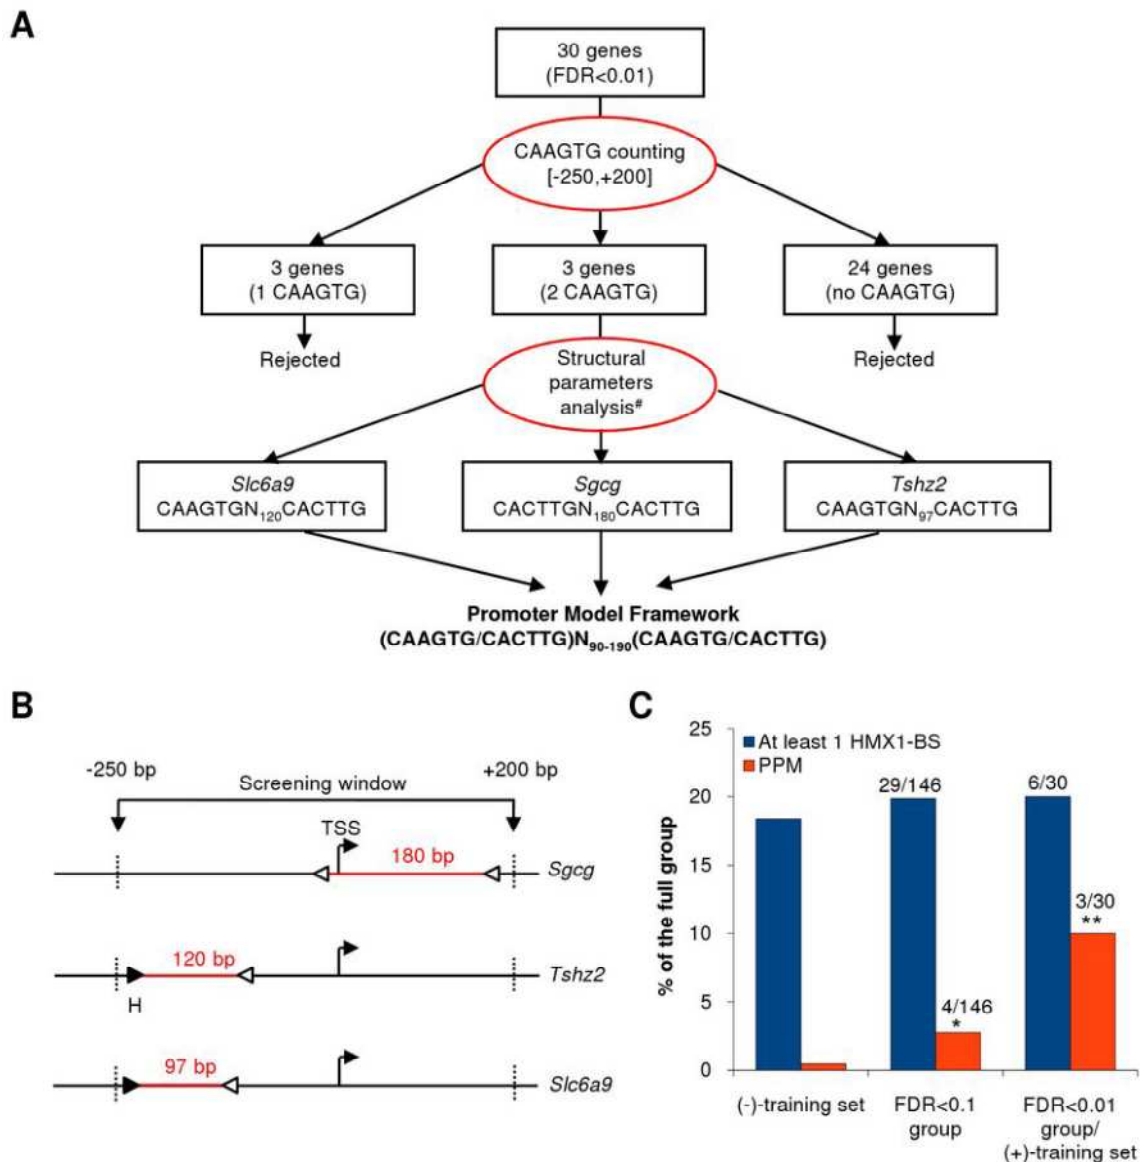 A
30 genes
(FDR<0.01)
CAAGTG counting
[-250,+200]
3 genes
(1 CAAGTG)
3 genes
(2 CAAGTG)
24 genes
(no CAAGTG)
Rejected
Structural
parameters
analysis#
Rejected
Slc6a9
CAAGTGN120CACTTG
Sgcg
CACTTGN180CACTTG
Tshz2
CAAGTGN97CACTTG
Promoter Model Framework
(CAAGTG/CACTTG)N90-190(CAAGTG/CACTTG)
B
-250 bp
Screening window
+200 bp
TSS
180 bp
Sgcg
120 bp
Tshz2
H
97 bp
Slc6a9
C
% of the full group
25
20
15
10
5
0
At least 1 HMX1-BS
PPM
29/146
6/30
4/146
*
3/30
**
(-)-training set
FDR<0.1
group
FDR<0.01
group/
(+)-training set